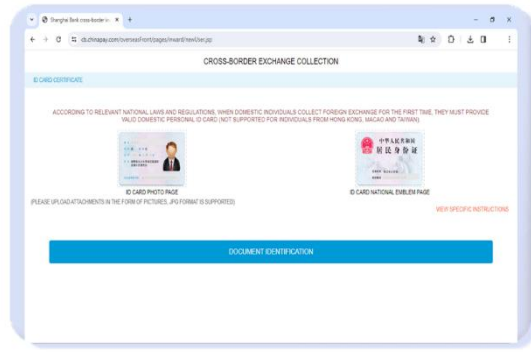 Shanghai Bank cross-border in
cb.chinapay.com/overseasFront/pages/inward/newUser.jsp
CROSS-BORDER EXCHANGE COLLECTION
ID CARD CERTIFICATE
ACCORDING TO RELEVANT NATIONAL LAWS AND REGULATIONS, WHEN DOMESTIC INDIVIDUALS COLLECT FOREIGN EXCHANGE FOR THE FIRST TIME, THEY MUST PROVIDE
VALID DOMESTIC PERSONAL ID CARD (NOT SUPPORTED FOR INDIVIDUALS FROM HONG KONG, MACAO AND TAIWAN)
中华人民共和国
居民身份证
ID CARD PHOTO PAGE
ID CARD NATIONAL EMBLEM PAGE
(PLEASE UPLOAD ATTACHMENTS IN THE FORM OF PICTURES, JPG FORMAT IS SUPPORTED)
VIEW SPECIFIC INSTRUCTIONS
DOCUMENT IDENTIFICATION